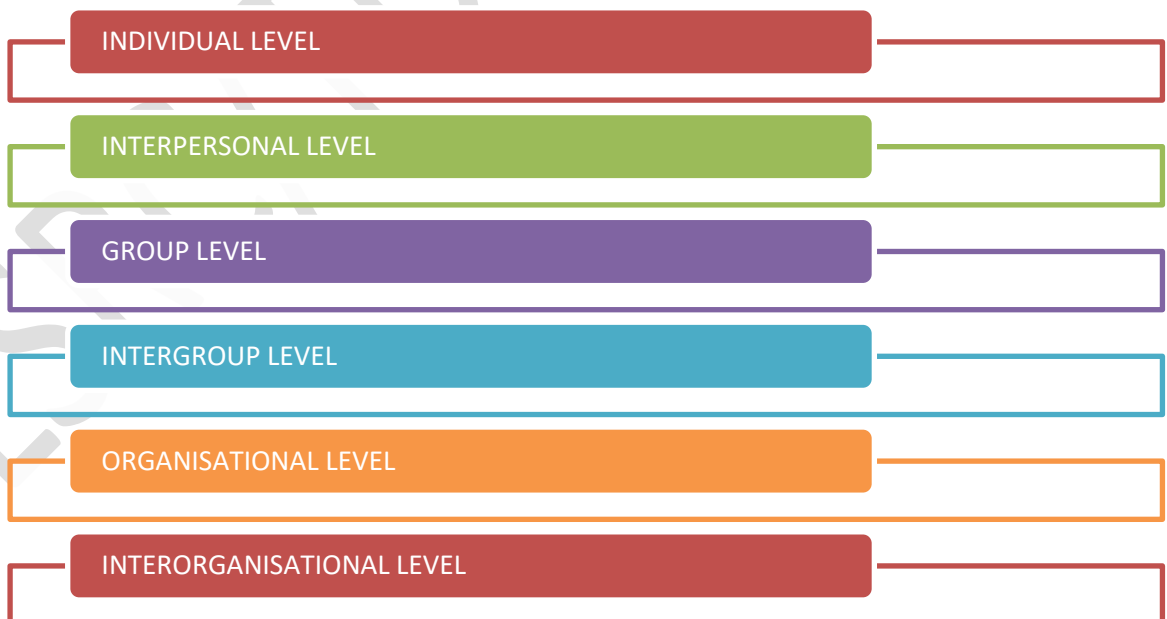 INDIVIDUAL LEVEL
INTERPERSONAL LEVEL
GROUP LEVEL
INTERGROUP LEVEL
ORGANISATIONAL LEVEL
INTERORGANISATIONAL LEVEL